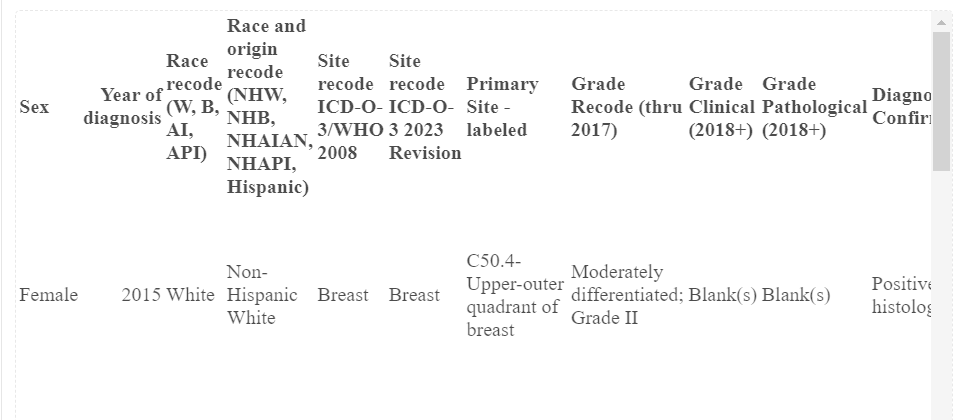 Sex
Year of
diagnosis
Race
recode
(W, B,
AI,
API)
Race and
origin
recode
(NHW,
NHB,
NHAIAN,
NHAPI,
Hispanic)
Site
recode
ICD-O-
3/WHO
2008
Site
recode
ICD-O-
3 2023
Revision
Primary
Site -
labeled
Grade
Recode (thru
2017)
Grade
Clinical
(2018+)
Grade
Pathological
(2018+)
Diagno
Confir
Female
2015
White
Non-
Hispanic
White
Breast
Breast
C50.4-
Upper-outer
quadrant of
breast
Moderately
differentiated;
Grade II
Blank(s)
Blank(s)
Positive
histolog